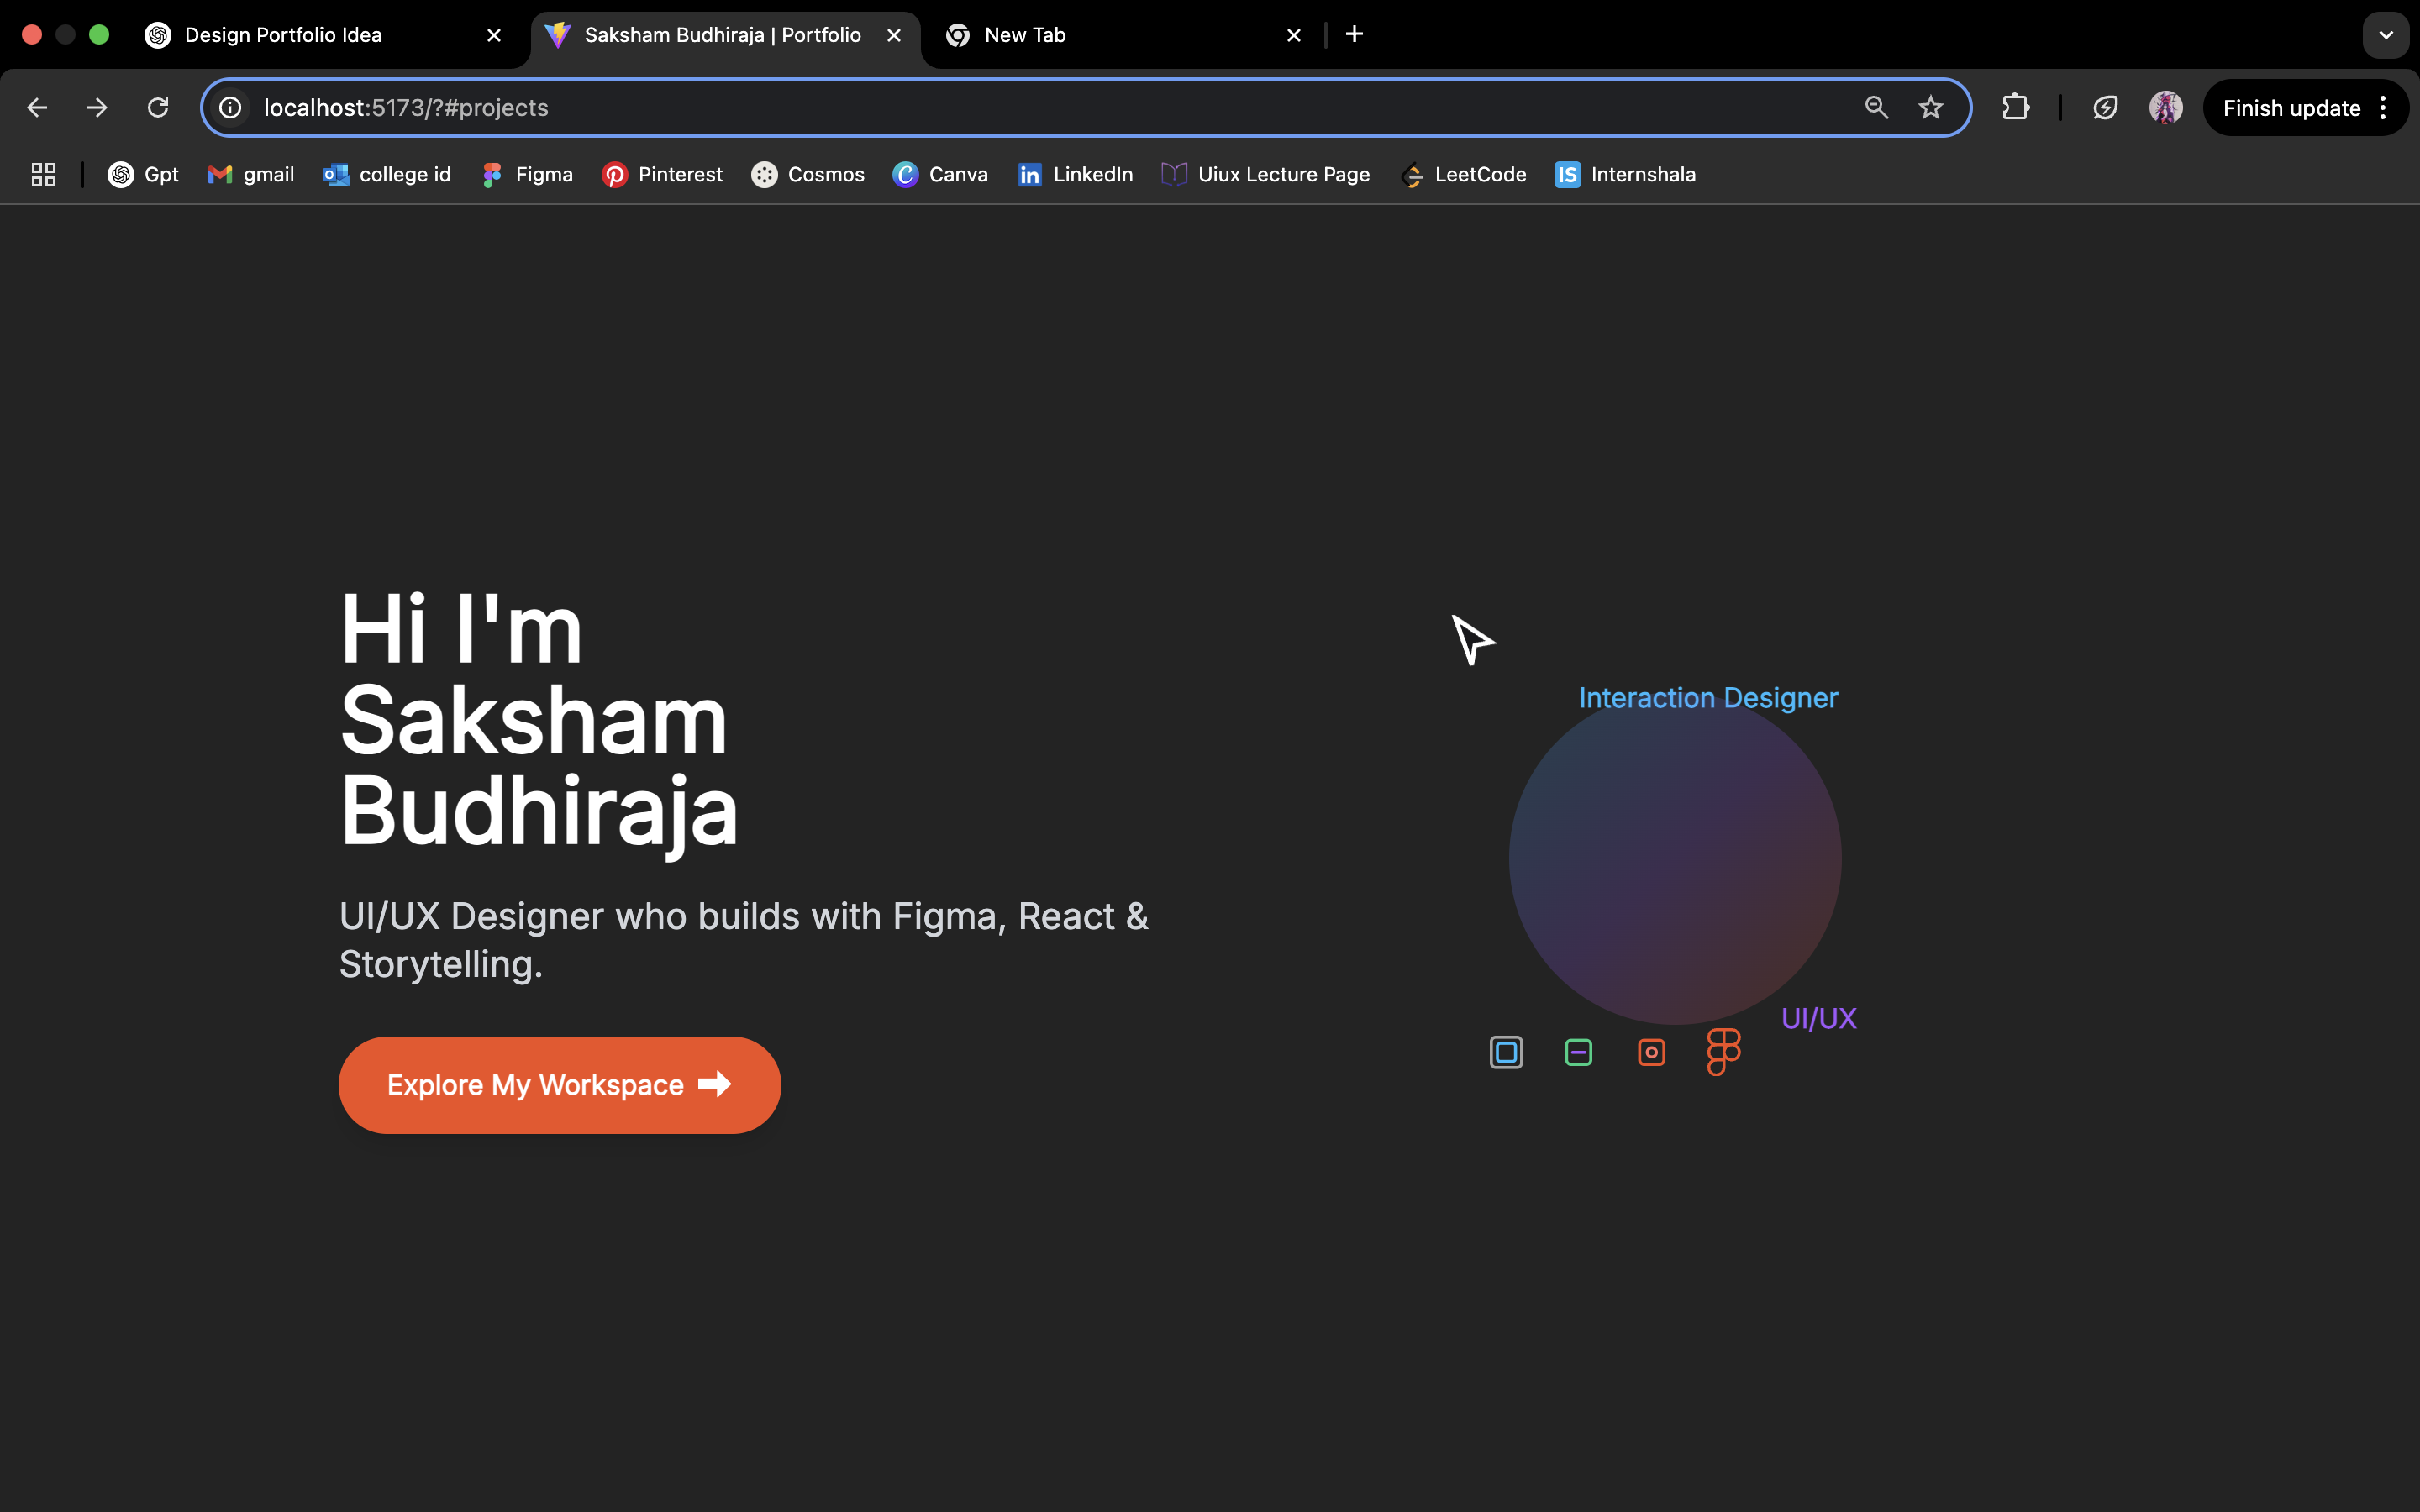 Design Portfolio Idea
Saksham Budhiraja | Portfolio
New Tab
localhost:5173/?#projects
Finish update
Gpt
gmail
college id
Figma
Pinterest
Cosmos
Canva
LinkedIn
Uiux Lecture Page
LeetCode
IS Internshala
Hi I'm
Saksham
Budhiraja
UI/UX Designer who builds with Figma, React &
Storytelling.
Explore My Workspace
Interaction Designer
UI/UX